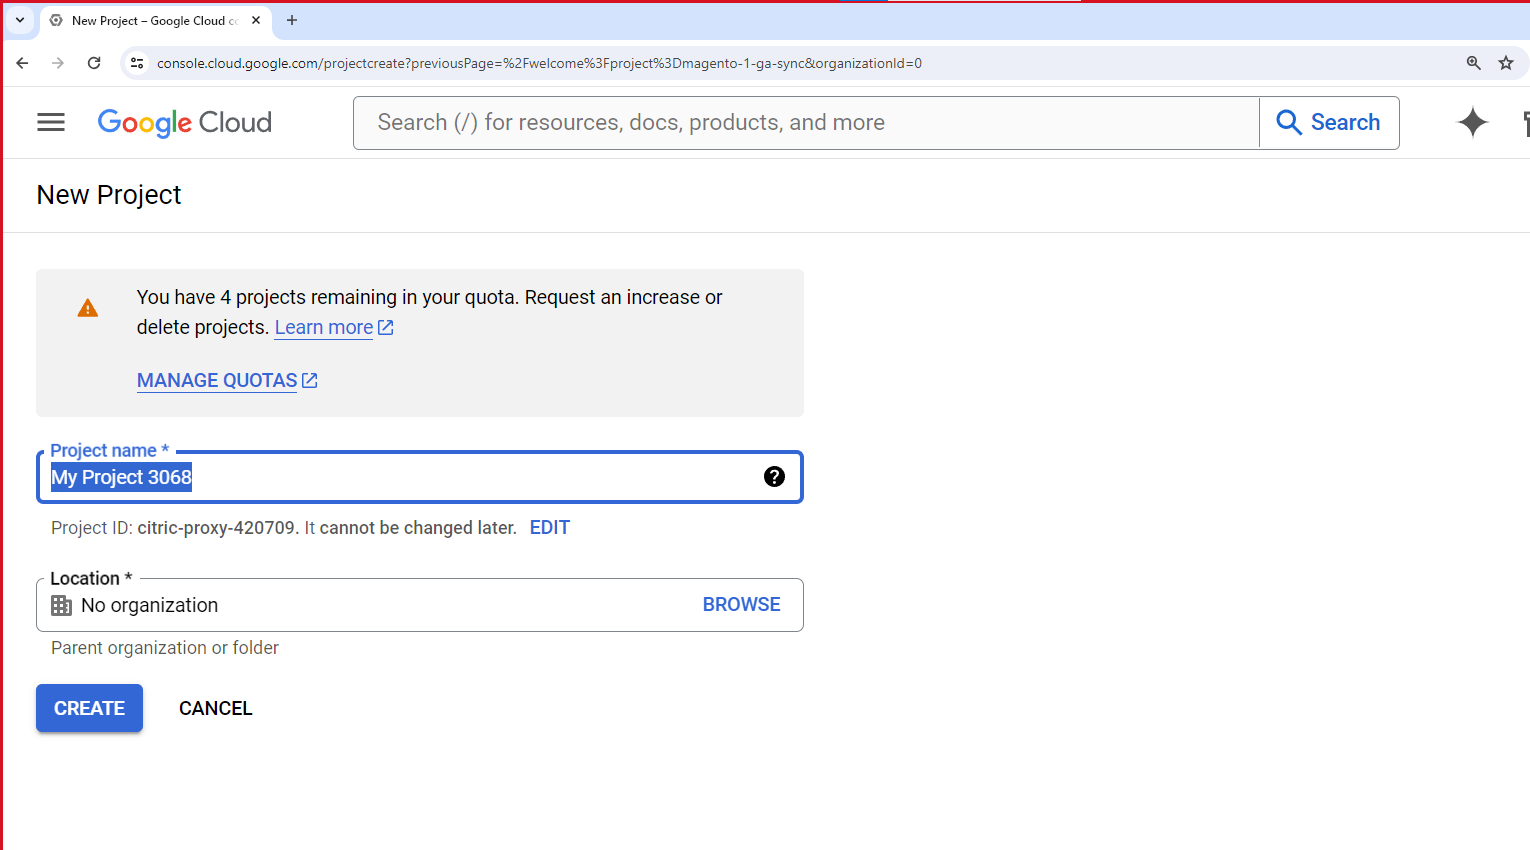 New Project – Google Cloud co
console.cloud.google.com/projectcreate?previousPage=%2Fwelcome%3Fproject%3Dmagento-1-ga-sync&organizationId=0
Google Cloud
Search (/) for resources, docs, products, and more
Search
New Project
You have 4 projects remaining in your quota. Request an increase or
delete projects. Learn more
MANAGE QUOTAS
Project name *
My Project 3068
Project ID: citric-proxy-420709. It cannot be changed later. EDIT
Location *
No organization
BROWSE
Parent organization or folder
CREATE
CANCEL